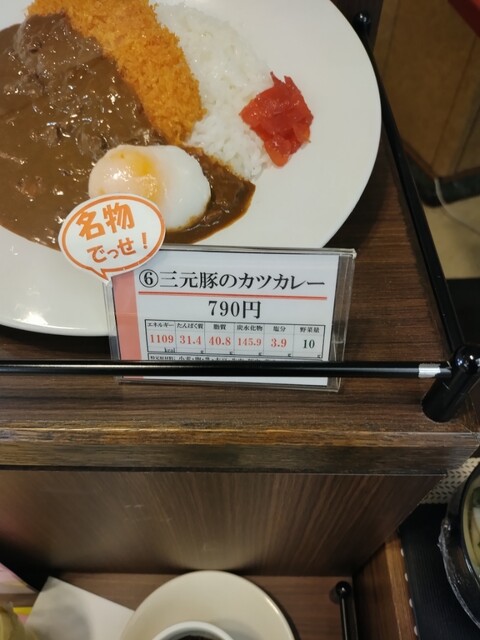 名物
でっせ!
⑥三元豚のカツカレー
790円
エネルギー たんぱく質 脂質 炭水化物 塩分 野菜量
1109 31.4 40.8 145.9 3.9 10
kcal g g g g g